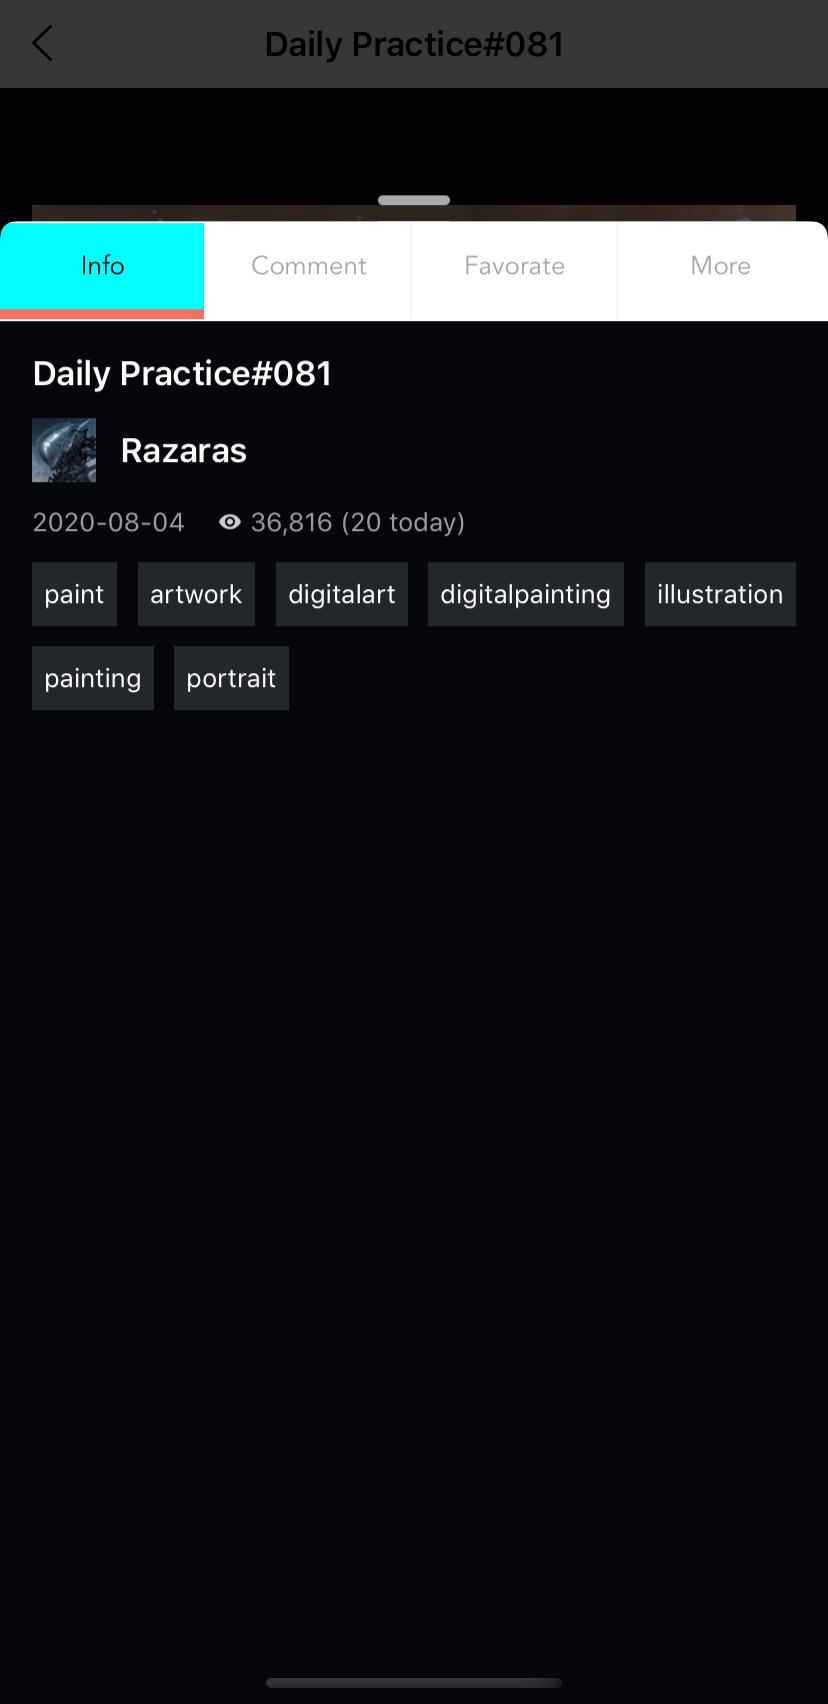 Daily Practice#081
Info Comment Favorate More
Daily Practice#081
Razaras
2020-08-04 36,816 (20 today)
paint artwork digitalart digitalpainting illustration
painting portrait